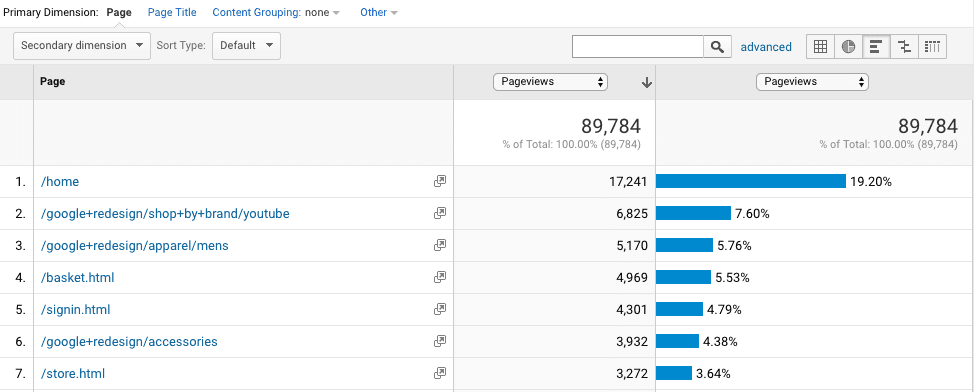 Primary Dimension: Page Page Title Content Grouping: none Other
Secondary dimension Sort Type: Default advanced
Page Pageviews Pageviews
89,784 89,784
% of Total: 100.00% (89,784) % of Total: 100.00% (89,784)
1. /home 17,241 19.20%
2. /google+redesign/shop+by+brand/youtube 6,825 7.60%
3. /google+redesign/apparel/mens 5,170 5.76%
4. /basket.html 4,969 5.53%
5. /signin.html 4,301 4.79%
6. /google+redesign/accessories 3,932 4.38%
7. /store.html 3,272 3.64%